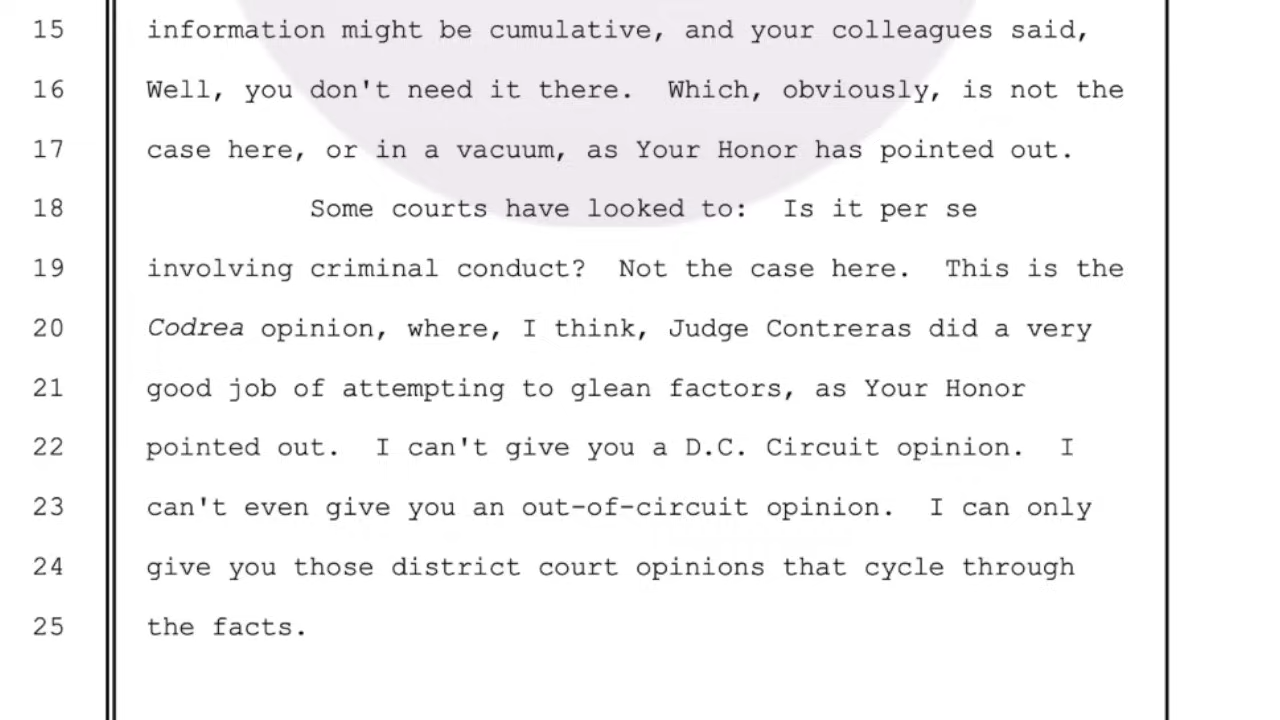 15 information might be cumulative, and your colleagues said,
16 Well, you don't need it there. Which, obviously, is not the
17 case here, or in a vacuum, as Your Honor has pointed out.
18 Some courts have looked to: Is it per se
19 involving criminal conduct? Not the case here. This is the
20 Codrea opinion, where, I think, Judge Contreras did a very
21 good job of attempting to glean factors, as Your Honor
22 pointed out. I can't give you a D.C. Circuit opinion. I
23 can't even give you an out-of-circuit opinion. I can only
24 give you those district court opinions that cycle through
25 the facts.